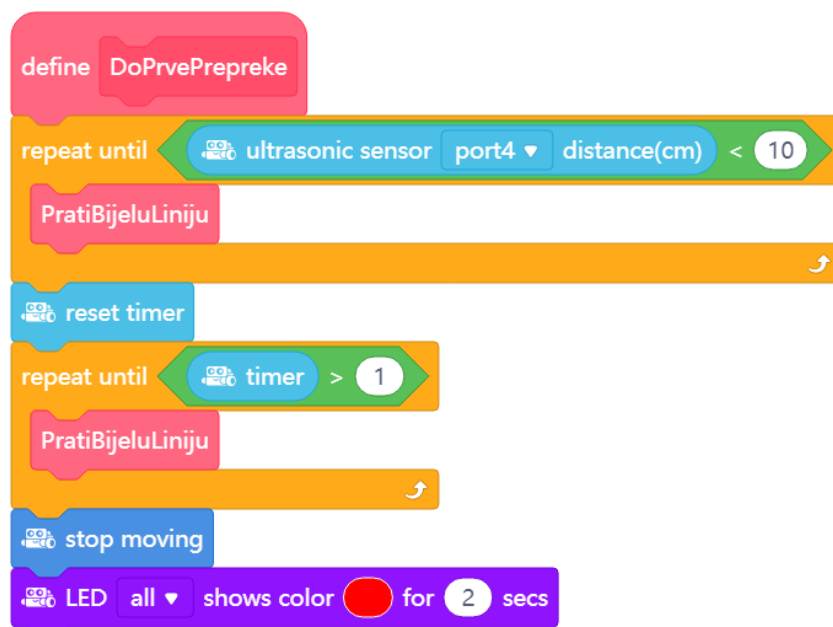 define DoPrvePrepreke
repeat until ultrasonic sensor port4 distance(cm) < 10
PratiBijeluLiniju
reset timer
repeat until timer > 1
PratiBijeluLiniju
stop moving
LED all shows color for 2 secs